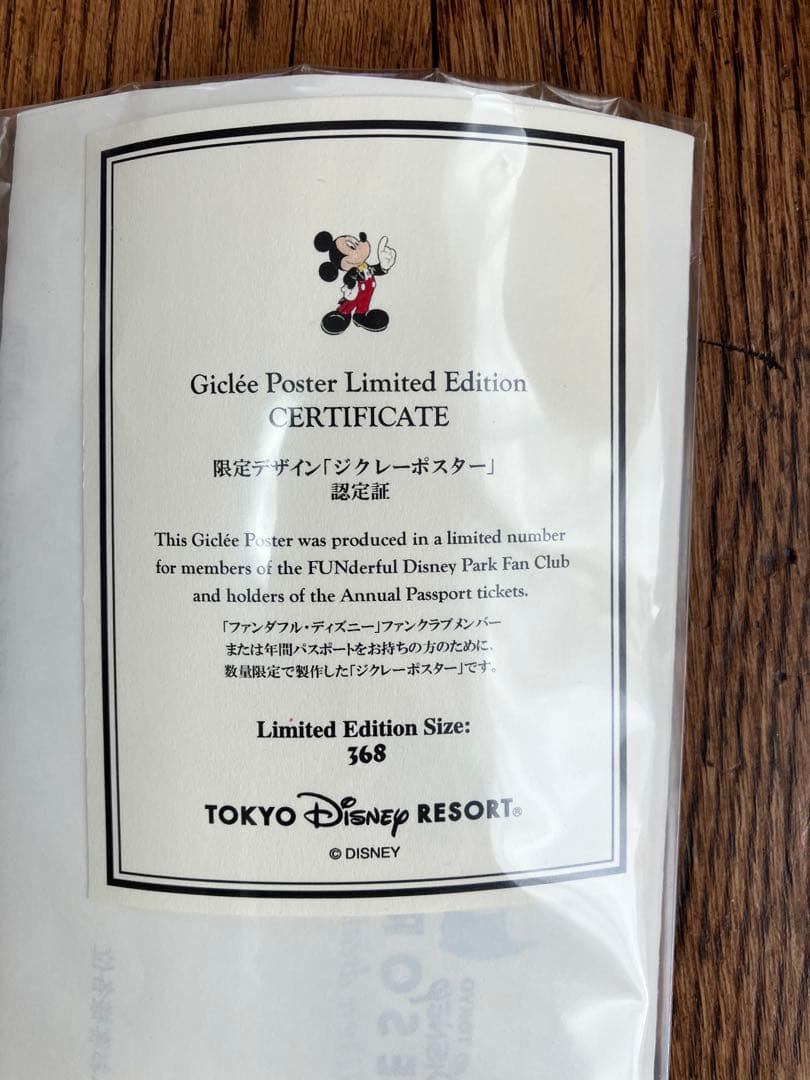 Giclée Poster Limited Edition
CERTIFICATE
限定デザイン「ジクレーポスター」
認定証
This Giclée Poster was produced in a limited number
for members of the FUNderful Disney Park Fan Club
and holders of the Annual Passport tickets.
「ファンダフル・ディズニー」ファンクラブメンバー
または年間パスポートをお持ちの方のために、
数量限定で製作した「ジクレーポスター」です。
Limited Edition Size:
368
TOKYO Disney RESORT®
© DISNEY